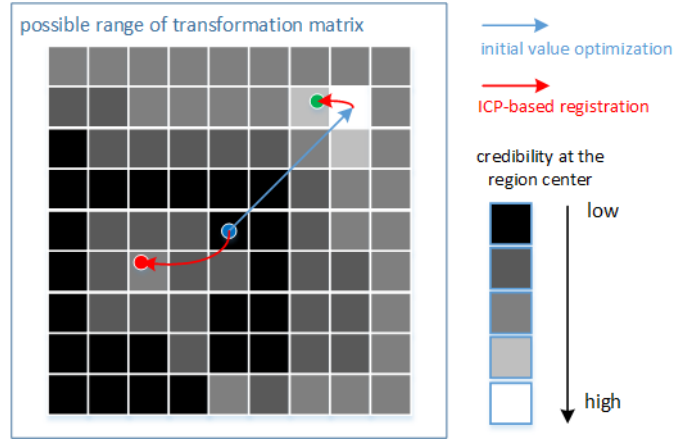 possible range of transformation matrix
initial value optimization
ICP-based registration
credibility at the
region center
low
high